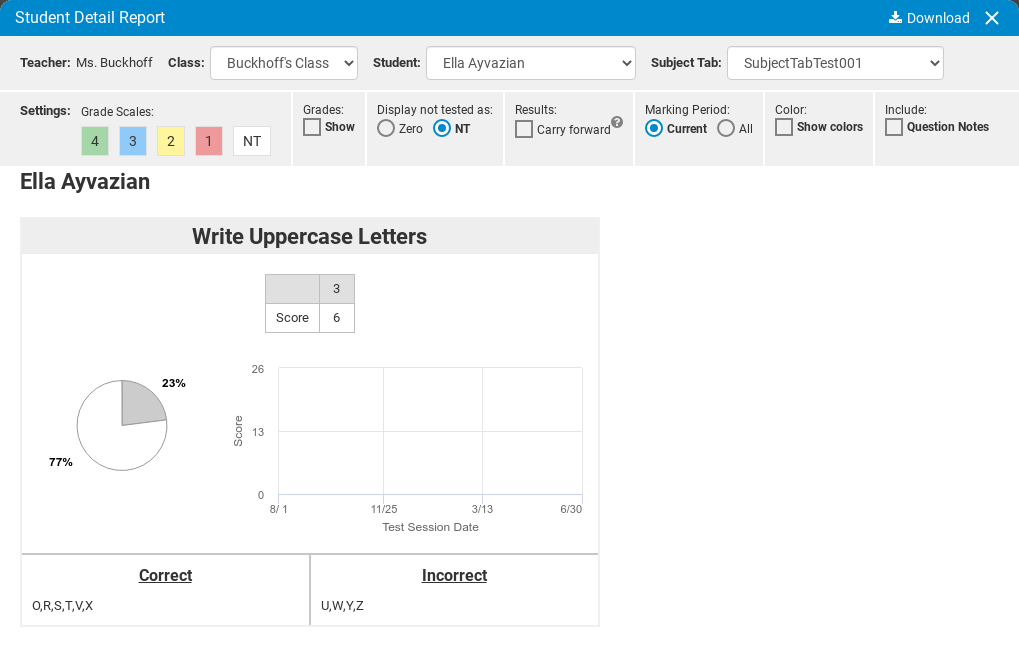 Student Detail Report
Download
Teacher: Ms. Buckhoff Class: Buckhoff's Class Student: Ella Ayvazian Subject Tab: SubjectTabTest001
Settings: Grade Scales:
4 3 2 1 NT
Grades:
Show
Display not tested as:
Zero NT
Results:
Carry forward ?
Marking Period:
Current All
Color:
Show colors
Include:
Question Notes
Ella Ayvazian
Write Uppercase Letters
3
Score 6
23%
77%
Score
26
13
0
8/ 1 11/25 3/13 6/30
Test Session Date
Correct
O,R,S,T,V,X
Incorrect
U,W,Y,Z